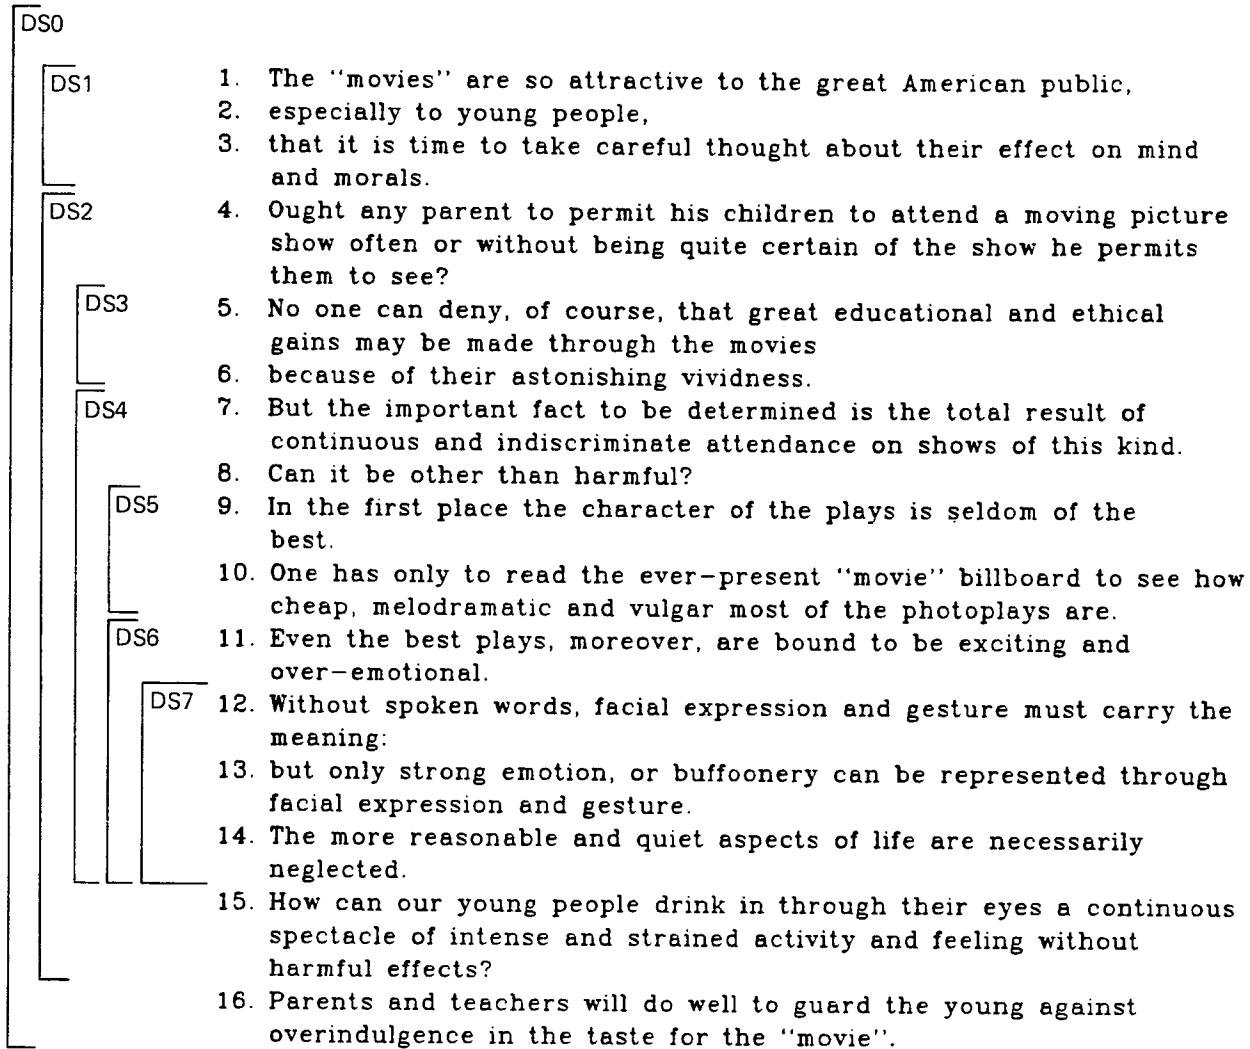 DS0
DS1 1. The "movies" are so attractive to the great American public,
2. especially to young people,
3. that it is time to take careful thought about their effect on mind
and morals.
DS2 4. Ought any parent to permit his children to attend a moving picture
show often or without being quite certain of the show he permits
them to see?
DS3 5. No one can deny, of course, that great educational and ethical
gains may be made through the movies
6. because of their astonishing vividness.
DS4 7. But the important fact to be determined is the total result of
continuous and indiscriminate attendance on shows of this kind.
8. Can it be other than harmful?
DS5 9. In the first place the character of the plays is seldom of the
best.
10. One has only to read the ever-present "movie" billboard to see how
cheap, melodramatic and vulgar most of the photoplays are.
DS6 11. Even the best plays, moreover, are bound to be exciting and
over-emotional.
DS7 12. Without spoken words, facial expression and gesture must carry the
meaning:
13. but only strong emotion, or buffoonery can be represented through
facial expression and gesture.
14. The more reasonable and quiet aspects of life are necessarily
neglected.
15. How can our young people drink in through their eyes a continuous
spectacle of intense and strained activity and feeling without
harmful effects?
16. Parents and teachers will do well to guard the young against
overindulgence in the taste for the "movie".